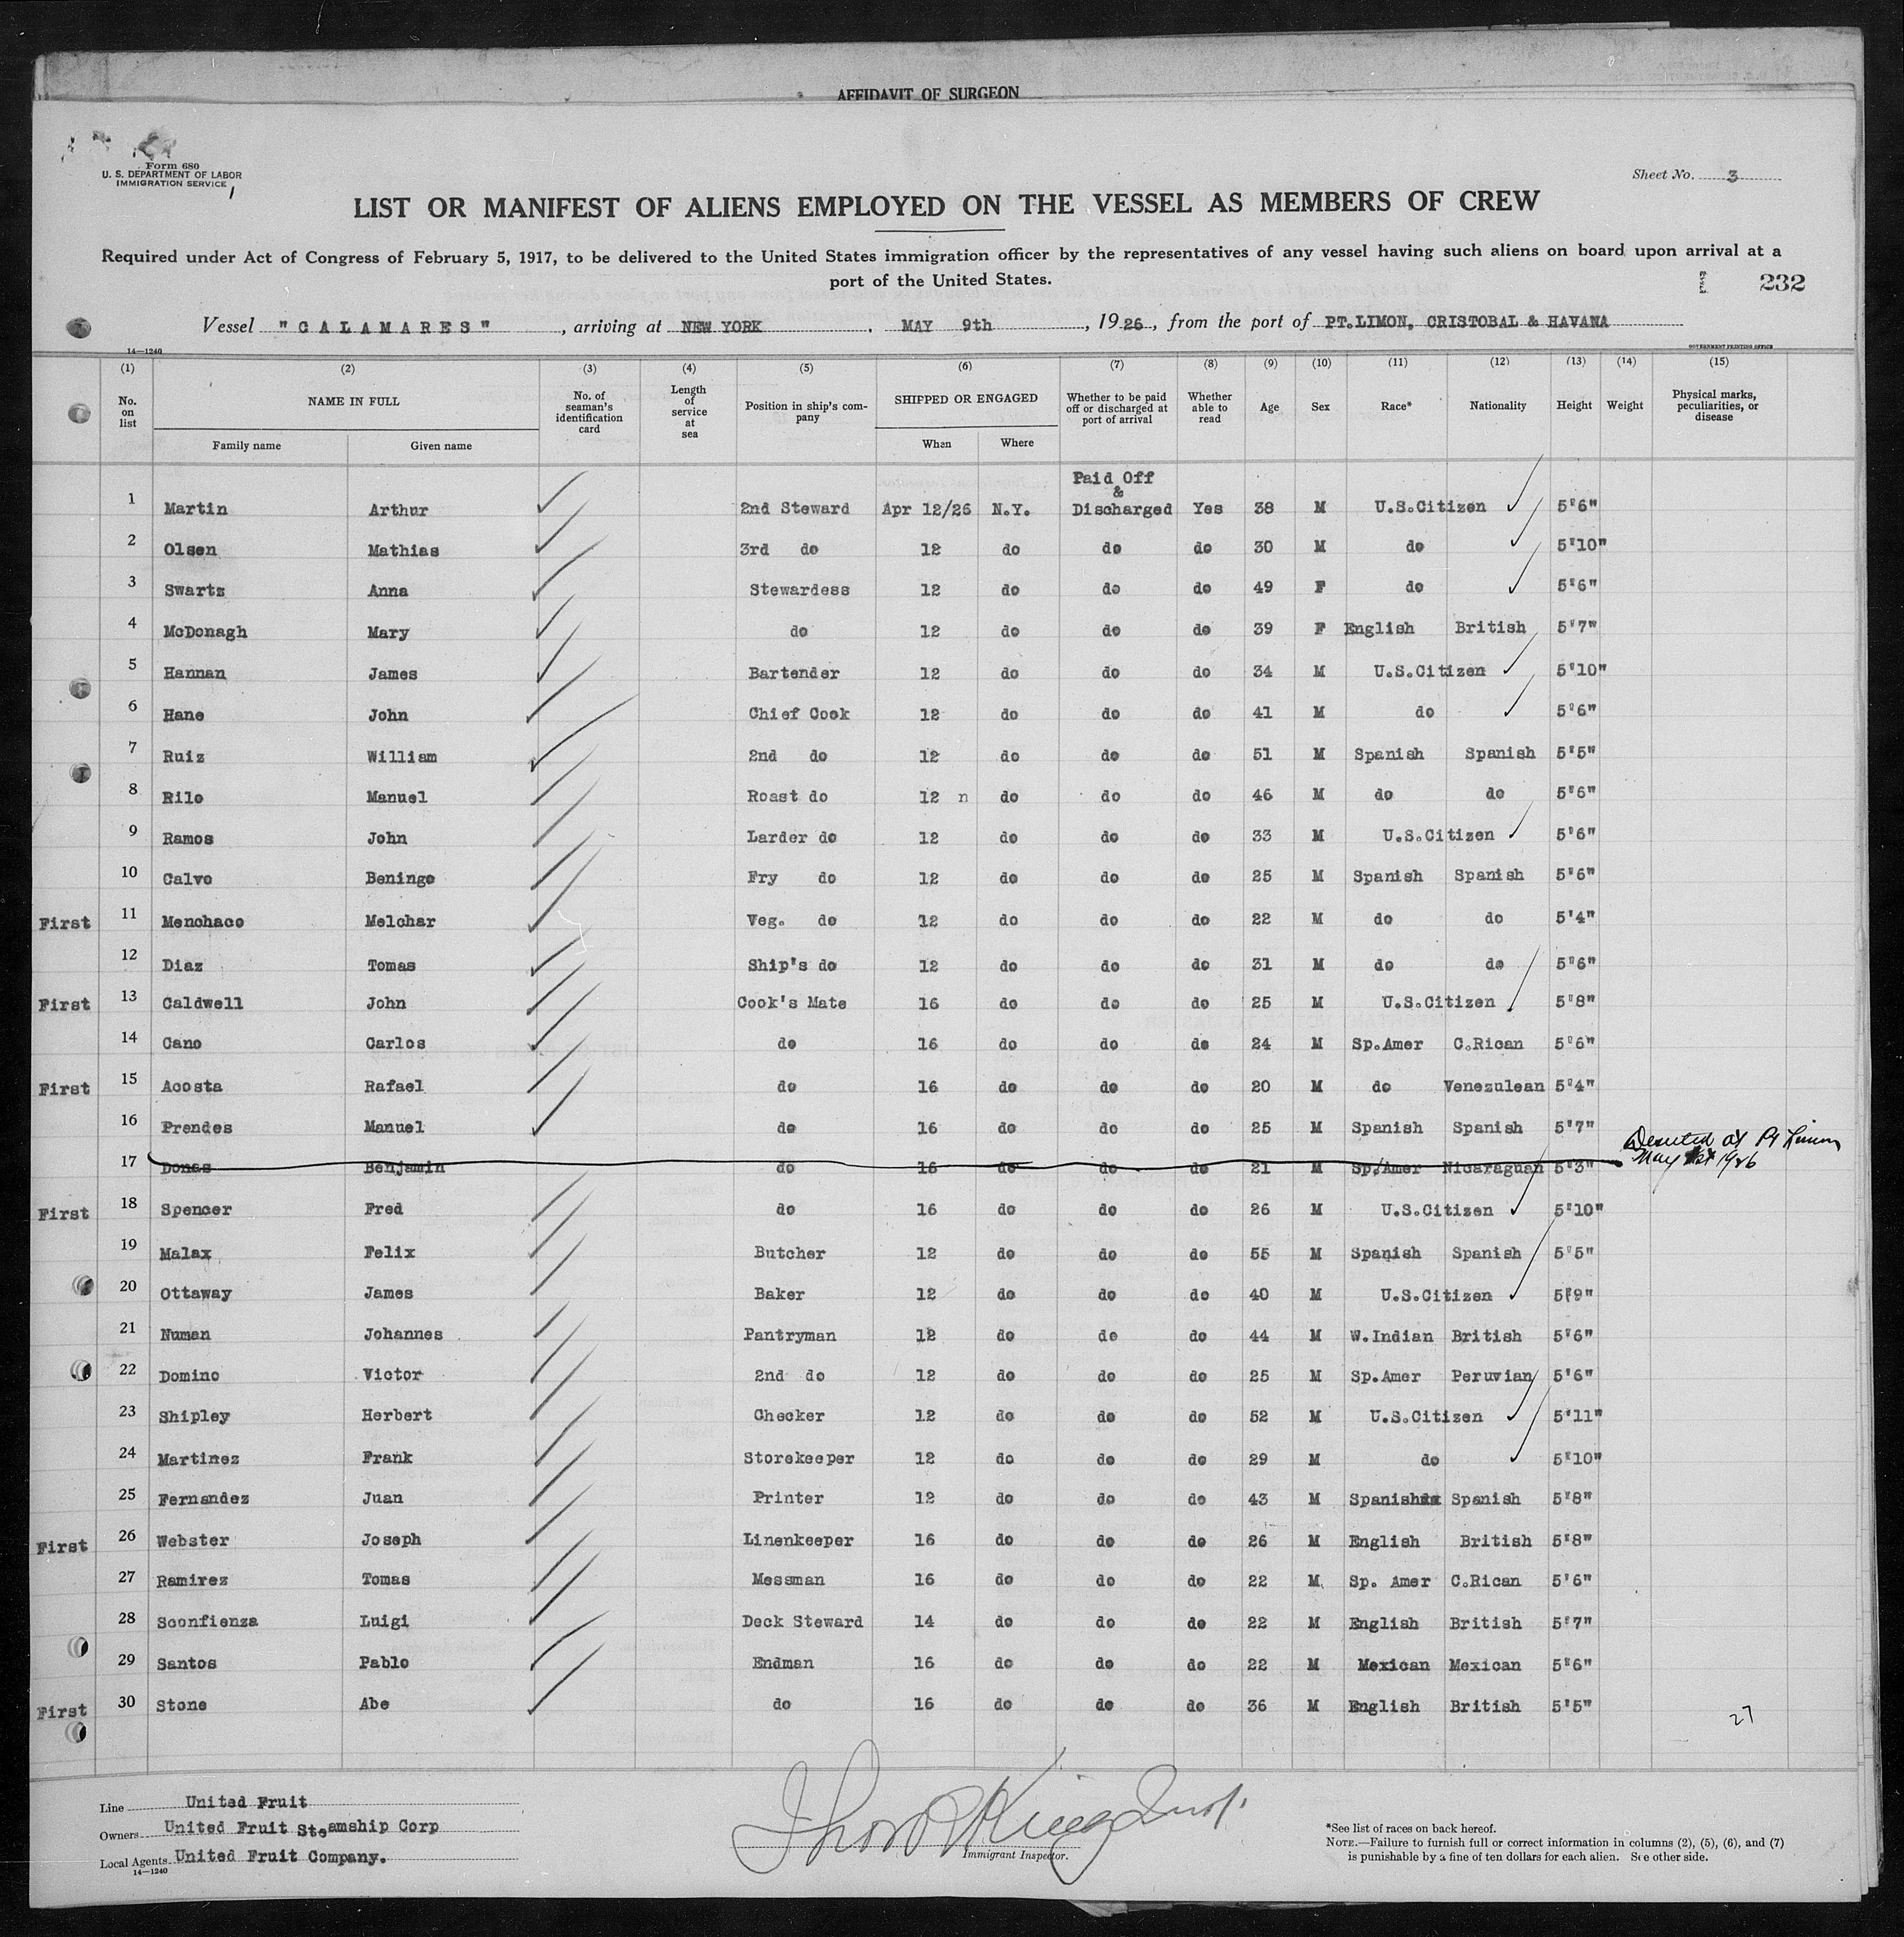 AFFIDAVIT OF SURGEON
Form 680
U. S. DEPARTMENT OF LABOR
IMMIGRATION SERVICE
Sheet No. 3
LIST OR MANIFEST OF ALIENS EMPLOYED ON THE VESSEL AS MEMBERS OF CREW
Required under Act of Congress of February 5, 1917, to be delivered to the United States immigration officer by the representatives of any vessel having such aliens on board upon arrival at a
port of the United States.
232
Vessel "CALAMARES", arriving at NEW YORK, MAY 9th, 1926, from the port of PT.LIMON, CRISTOBAL & HAVANA
14—1240 GOVERNMENT PRINTING OFFICE
(1) (2) (3) (4) (5) (6) (7) (8) (9) (10) (11) (12) (13) (14) (15)
No. on list NAME IN FULL Family name Given name No. of seaman's identification card Length of service at sea Position in ship's company SHIPPED OR ENGAGED When Where Whether to be paid off or discharged at port of arrival Whether able to read Age Sex Race* Nationality Height Weight Physical marks, peculiarities, or disease
Paid Off
&
1 Martin Arthur 2nd Steward Apr 12/26 N.Y. Discharged Yes 38 M U.S.Citizen 5'6"
2 Olsen Mathias 3rd do 12 do do do 30 M do 5'10"
3 Swartz Anna Stewardess 12 do do do 49 F do 5'6"
4 McDonagh Mary do 12 do do do 39 F English British 5'7"
5 Hannan James Bartender 12 do do do 34 M U.S.Citizen 5'10"
6 Hane John Chief Cook 12 do do do 41 M do 5'6"
7 Ruiz William 2nd do 12 do do do 51 M Spanish Spanish 5'5"
8 Rilo Manuel Roast do 12 n do do do 46 M do do 5'6"
9 Ramos John Larder do 12 do do do 33 M U.S.Citizen 5'6"
10 Calvo Beningo Fry do 12 do do do 25 M Spanish Spanish 5'6"
First 11 Menchaco Melchar Veg. do 12 do do do 22 M do do 5'4"
12 Diaz Tomas Ship's do 12 do do do 31 M do do 5'6"
First 13 Caldwell John Cook's Mate 16 do do do 25 M U.S.Citizen 5'8"
14 Cano Carlos do 16 do do do 24 M Sp.Amer C.Rican 5'6"
First 15 Acosta Rafael do 16 do do do 20 M do Venezulean 5'4"
16 Prendes Manuel do 16 do do do 25 M Spanish Spanish 5'7"
17 Donas Benjamin do 16 do do do 21 M Sp.Amer Nicaraguan 5'3" Deserted at Pt Limon
May 1st 1926
First 18 Spencer Fred do 16 do do do 26 M U.S.Citizen 5'10"
19 Malax Felix Butcher 12 do do do 55 M Spanish Spanish 5'5"
20 Ottaway James Baker 12 do do do 40 M U.S.Citizen 5'9"
21 Numan Johannes Pantryman 12 do do do 44 M W.Indian British 5'6"
22 Domino Victor 2nd do 12 do do do 25 M Sp.Amer Peruvian 5'6"
23 Shipley Herbert Checker 12 do do do 52 M U.S.Citizen 5'11"
24 Martinez Frank Storekeeper 12 do do do 29 M do 5'10"
25 Fernandez Juan Printer 12 do do do 43 M Spanish Spanish 5'8"
First 26 Webster Joseph Linenkeeper 16 do do do 26 M English British 5'8"
27 Ramirez Tomas Messman 16 do do do 22 M Sp. Amer C.Rican 5'6"
28 Sconfienza Luigi Deck Steward 14 do do do 22 M English British 5'7"
29 Santos Pablo Endman 16 do do do 22 M Mexican Mexican 5'6"
First 30 Stone Abe do 16 do do do 36 M English British 5'5"
27
Line United Fruit
Owners United Fruit Steamship Corp
Local Agents United Fruit Company.
14—1240
Immigrant Inspector.
*See list of races on back hereof.
NOTE.—Failure to furnish full or correct information in columns (2), (5), (6), and (7)
is punishable by a fine of ten dollars for each alien. See other side.